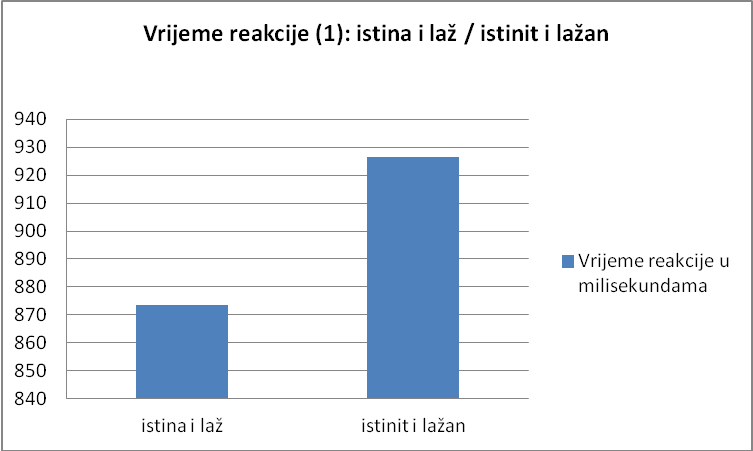 Vrijeme reakcije (1): istina i laž / istinit i lažan
940
930
920
910
900
890
880
870
860
850
840
istina i laž
istinit i lažan
Vrijeme reakcije u
milisekundama